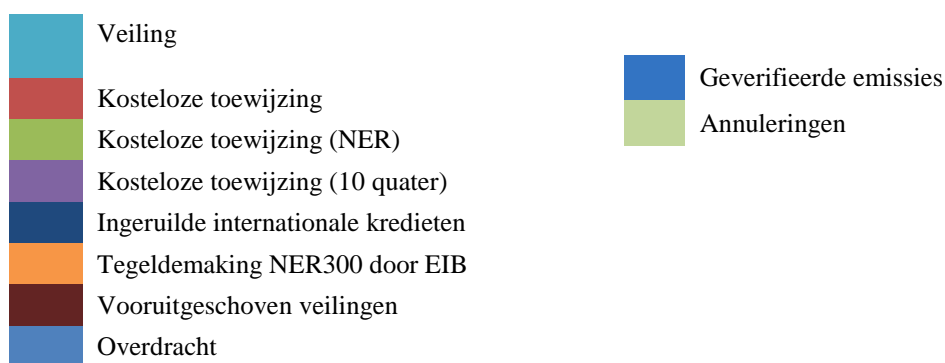 Veiling
Kosteloze toewijzing
Kosteloze toewijzing (NER)
Kosteloze toewijzing (10 quater)
Ingeruilde internationale kredieten
Tegeldemaking NER300 door EIB
Vooruitgeschoven veilingen
Overdracht
Geverifieerde emissies
Annuleringen